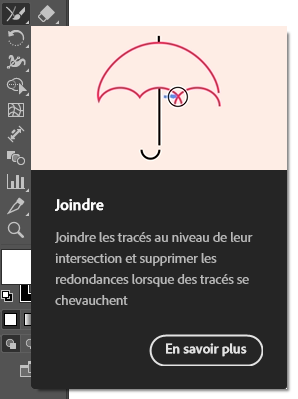 Joindre
Joindre les tracés au niveau de leur
intersection et supprimer les
redondances lorsque des tracés se
chevauchent
En savoir plus